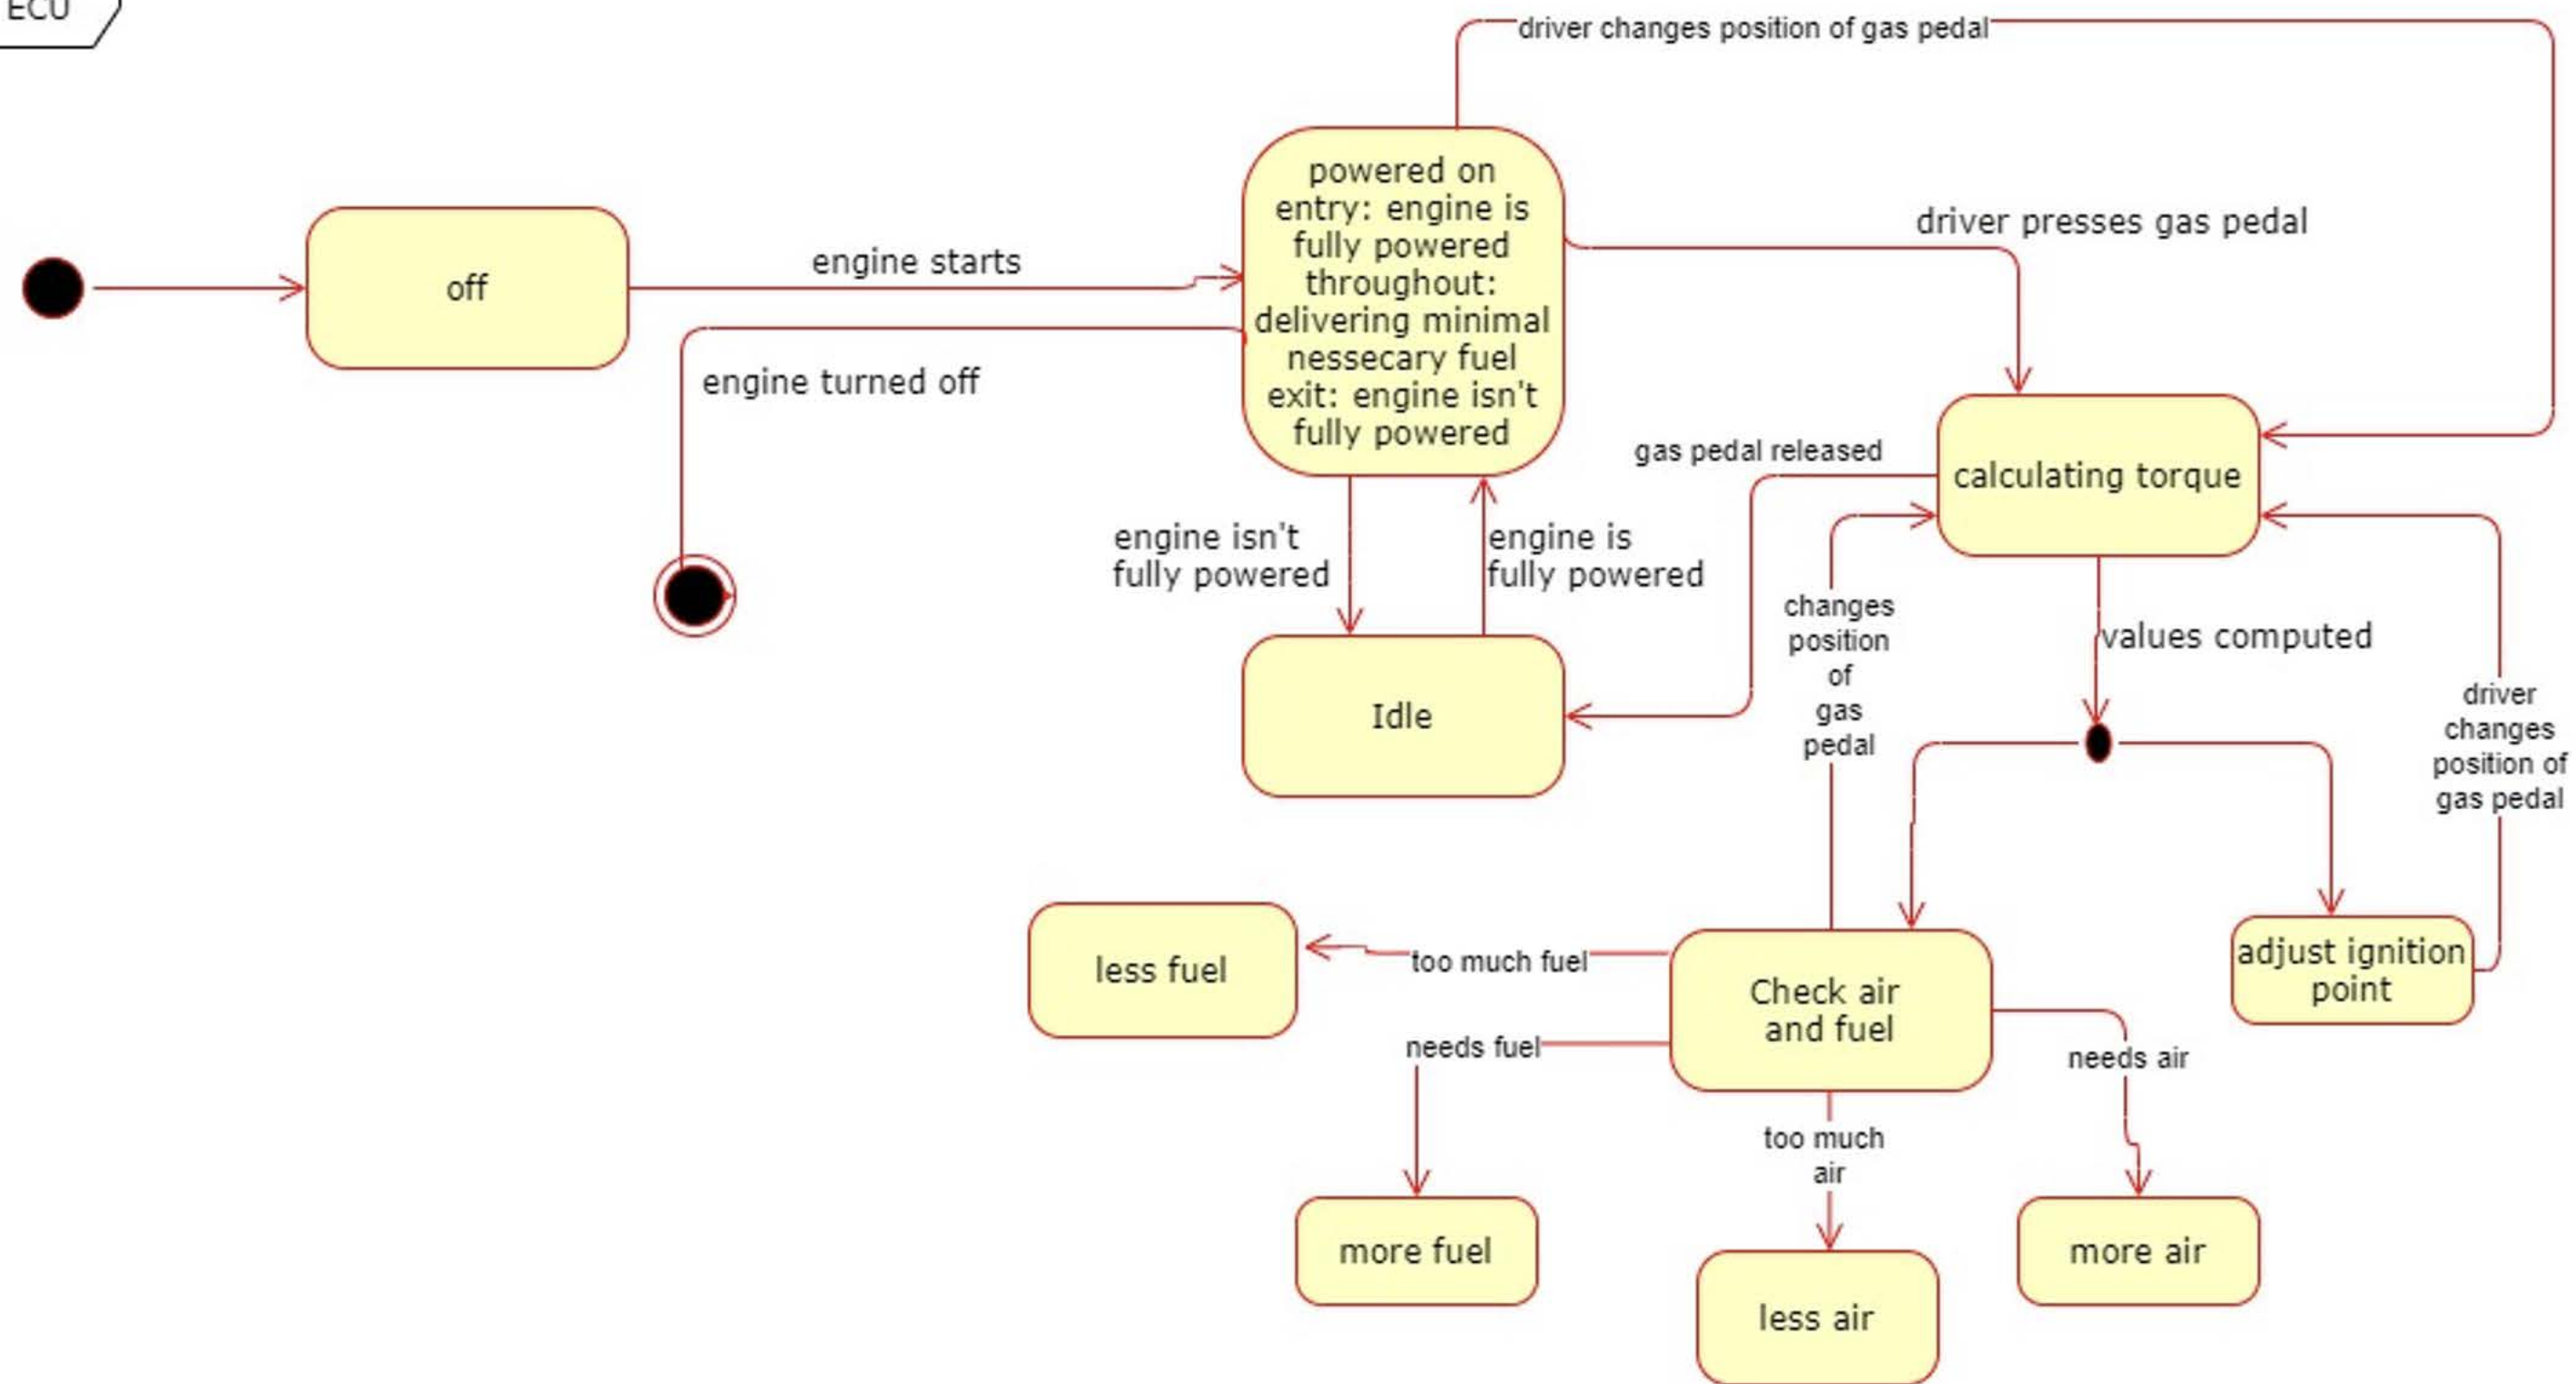 ECU
driver changes position of gas pedal
powered on
entry: engine is
fully powered
throughout:
delivering minimal
nessecary fuel
exit: engine isn't
fully powered
driver presses gas pedal
off
engine starts
engine turned off
gas pedal released
calculating torque
engine isn't
fully powered
engine is
fully powered
changes
position
of
gas
pedal
values computed
Idle
driver
changes
position of
gas pedal
less fuel
too much fuel
Check air
and fuel
adjust ignition
point
needs fuel
needs air
too much
air
more fuel
less air
more air